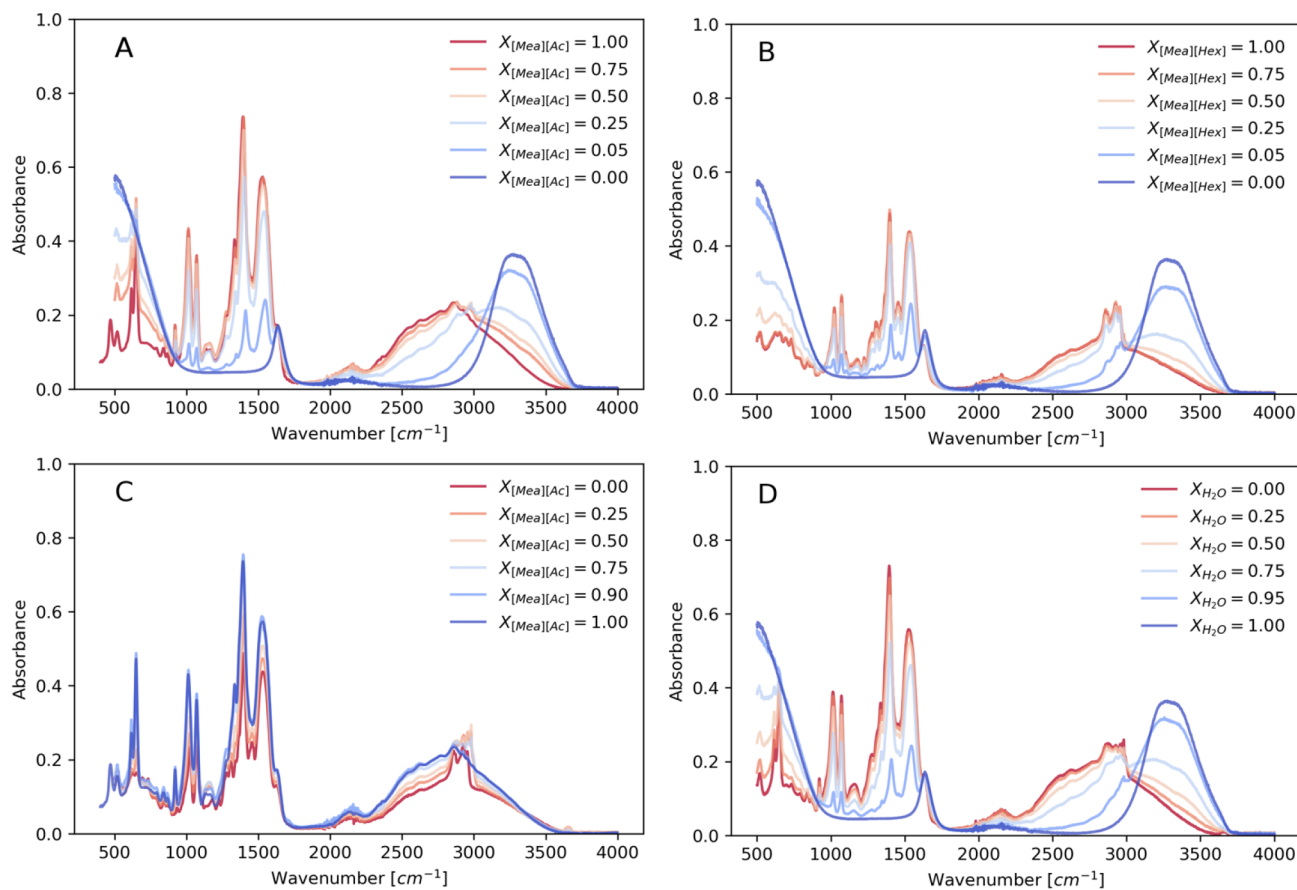 A
1.0
0.8
0.6
0.4
0.2
0.0
Absorbance
500 1000 1500 2000 2500 3000 3500 4000
Wavenumber [cm⁻¹]
X[Mea][Ac] = 1.00
X[Mea][Ac] = 0.75
X[Mea][Ac] = 0.50
X[Mea][Ac] = 0.25
X[Mea][Ac] = 0.05
X[Mea][Ac] = 0.00
B
1.0
0.8
0.6
0.4
0.2
0.0
Absorbance
500 1000 1500 2000 2500 3000 3500 4000
Wavenumber [cm⁻¹]
X[Mea][Hex] = 1.00
X[Mea][Hex] = 0.75
X[Mea][Hex] = 0.50
X[Mea][Hex] = 0.25
X[Mea][Hex] = 0.05
X[Mea][Hex] = 0.00
C
1.0
0.8
0.6
0.4
0.2
0.0
Absorbance
500 1000 1500 2000 2500 3000 3500 4000
Wavenumber [cm⁻¹]
X[Mea][Ac] = 0.00
X[Mea][Ac] = 0.25
X[Mea][Ac] = 0.50
X[Mea][Ac] = 0.75
X[Mea][Ac] = 0.90
X[Mea][Ac] = 1.00
D
1.0
0.8
0.6
0.4
0.2
0.0
Absorbance
500 1000 1500 2000 2500 3000 3500 4000
Wavenumber [cm⁻¹]
XH₂O = 0.00
XH₂O = 0.25
XH₂O = 0.50
XH₂O = 0.75
XH₂O = 0.95
XH₂O = 1.00